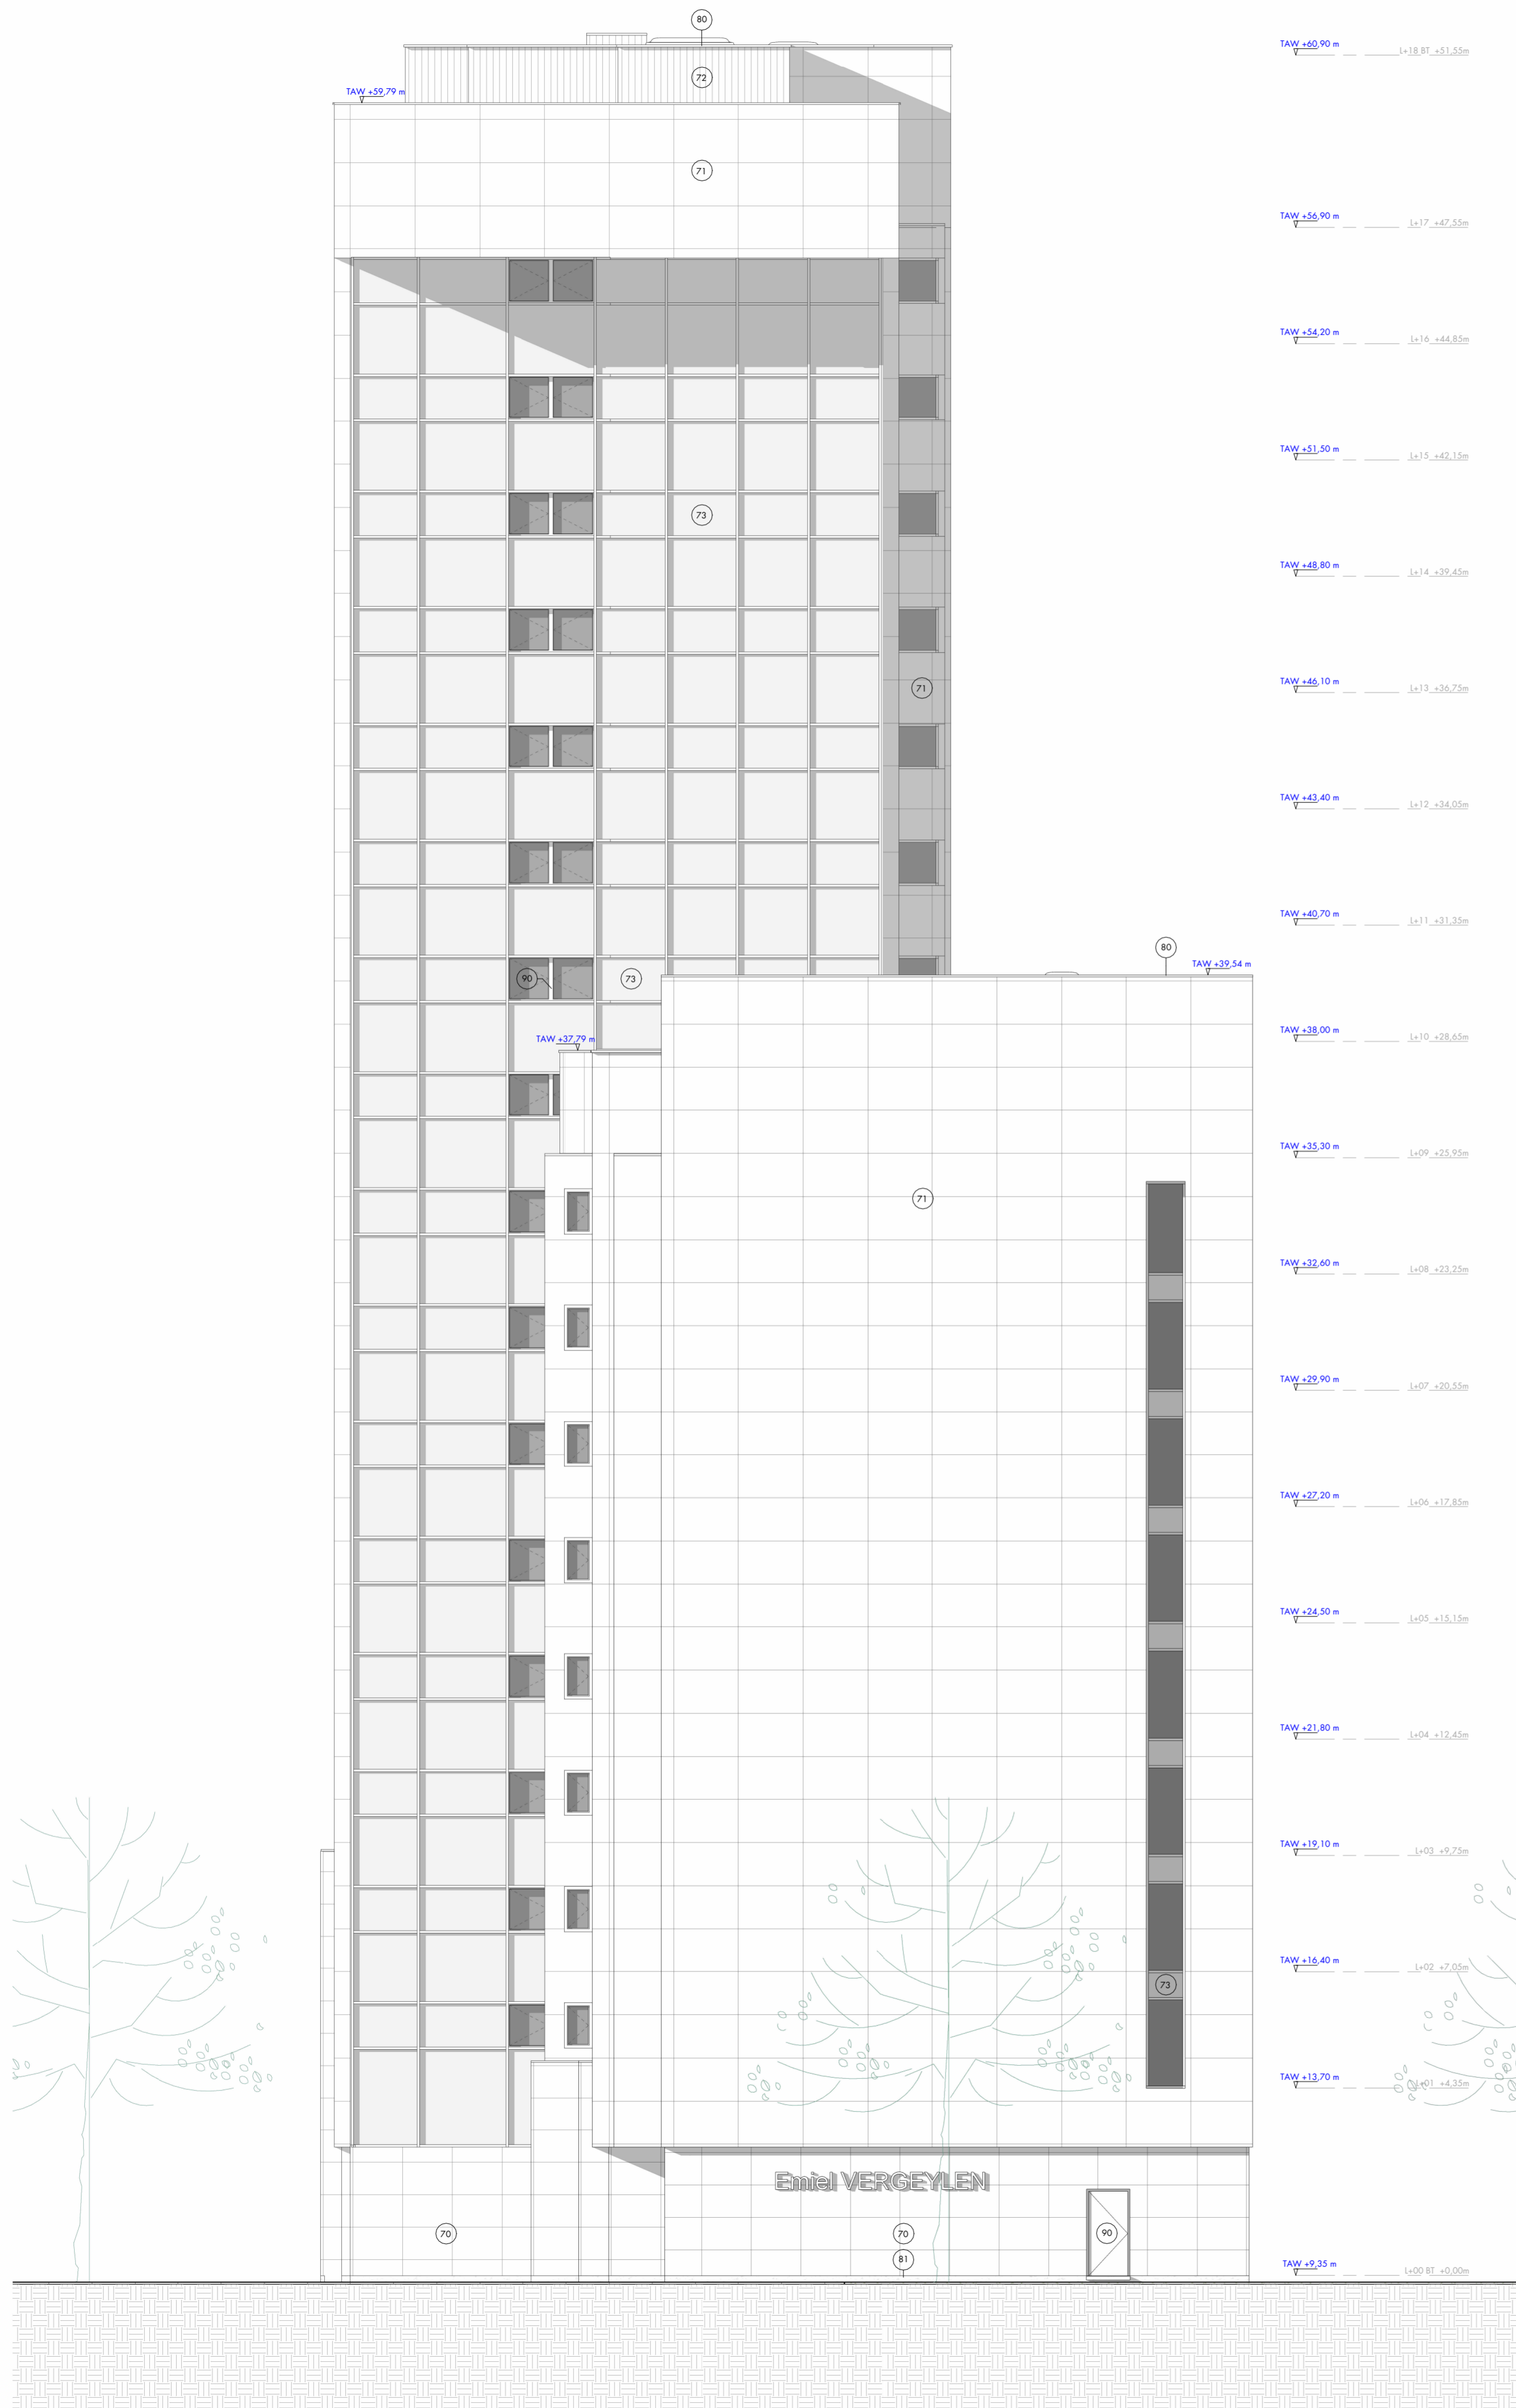 80
TAW +60,90 m L+18 BT +51,55m
72
TAW +59,79 m
71
TAW +56,90 m L+17 +47,55m
TAW +54,20 m L+16 +44,85m
TAW +51,50 m L+15 +42,15m
73
TAW +48,80 m L+14 +39,45m
TAW +46,10 m L+13 +36,75m
71
TAW +43,40 m L+12 +34,05m
TAW +40,70 m L+11 +31,35m
80
TAW +39,54 m
90 73
TAW +38,00 m L+10 +28,65m
TAW +37,79 m
TAW +35,30 m L+09 +25,95m
71
TAW +32,60 m L+08 +23,25m
TAW +29,90 m L+07 +20,55m
TAW +27,20 m L+06 +17,85m
TAW +24,50 m L+05 +15,15m
TAW +21,80 m L+04 +12,45m
TAW +19,10 m L+03 +9,75m
TAW +16,40 m L+02 +7,05m
73
TAW +13,70 m L+01 +4,35m
Emiel VERGEYLEN
70 70 90
81
TAW +9,35 m L+00 BT +0,00m